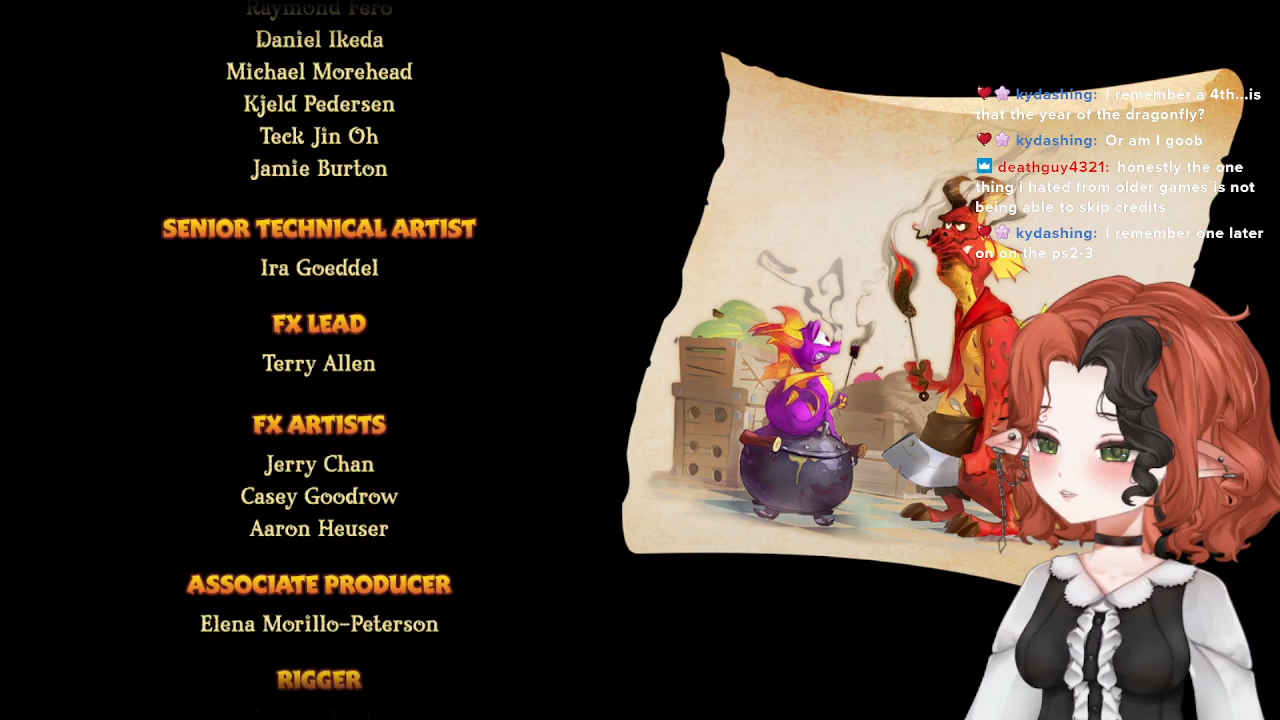 Raymond Fero
Daniel Ikeda
Michael Morehead
Kjeld Pedersen
Teck Jin Oh
Jamie Burton
SENIOR TECHNICAL ARTIST
Ira Goeddel
FX LEAD
Terry Allen
FX ARTISTS
Jerry Chan
Casey Goodrow
Aaron Heuser
ASSOCIATE PRODUCER
Elena Morillo-Peterson
RIGGER
kydashing: I remember a 4th...is
that the year of the dragonfly?
kydashing: Or am I goob
deathguy4321: honestly the one
thing i hated from older games is not
being able to skip credits
kydashing: I remember one later
on on the ps2-3